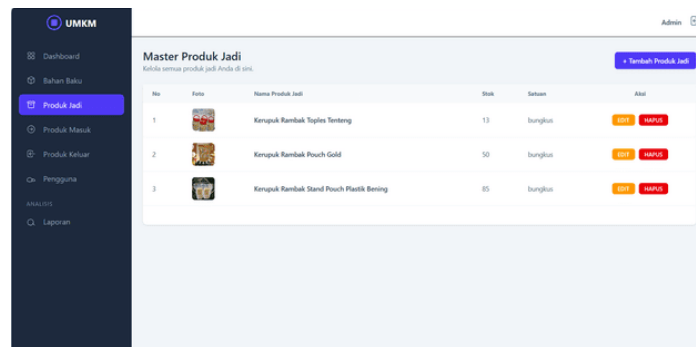 UMKM
Admin
Dashboard
Bahan Baku
Produk Jadi
Produk Masuk
Produk Keluar
Pengguna
ANALISIS
Laporan
Master Produk Jadi
Kelola semua produk jadi Anda di sini.
+ Tambah Produk Jadi
No Foto Nama Produk Jadi Stok Satuan Aksi
1 Kerupuk Rambak Toples Tenteng 13 bungkus EDIT HAPUS
2 Kerupuk Rambak Pouch Gold 50 bungkus EDIT HAPUS
3 Kerupuk Rambak Stand Pouch Plastik Bening 85 bungkus EDIT HAPUS